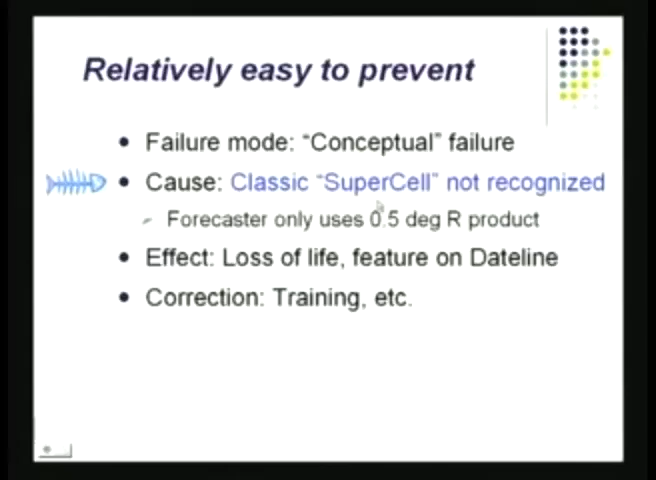 Relatively easy to prevent
Failure mode: “Conceptual” failure
Cause: Classic “SuperCell” not recognized
Forecaster only uses 0.5 deg R product
Effect: Loss of life, feature on Dateline
Correction: Training, etc.